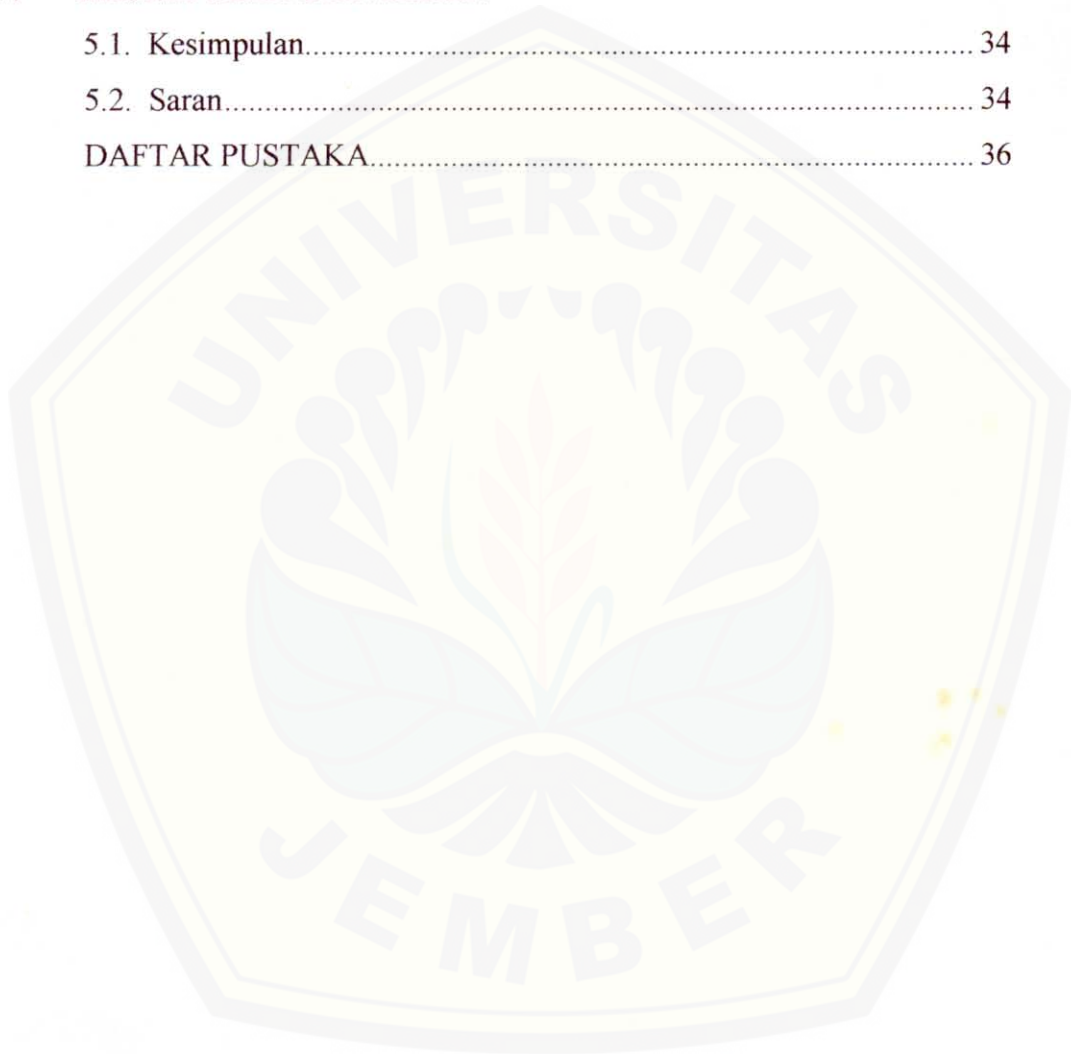 5.1. Kesimpulan.......................................................................................... 34
5.2. Saran..................................................................................................... 34
DAFTAR PUSTAKA................................................................................. 36
UNIVERSITAS
JEMBER